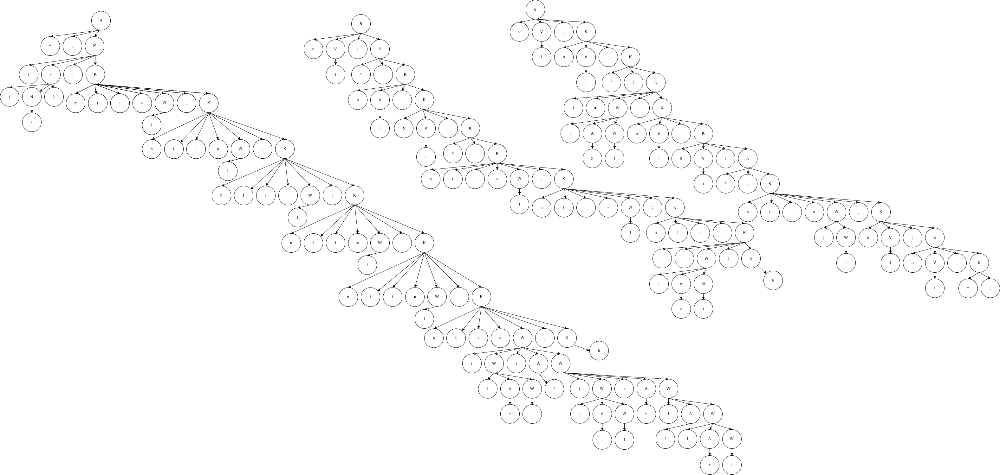 4
^ ; K
i F ; K
( N ) n t i = W ; K
l
l
n t i = W ; K
l
n t i = W ; K
l
n t i = W ; K
l
n t i = W ; K
l
n t i = W ; K
5
( W ) A W
l A W * ( W ) A W
+ l l A W + l A W
- l / l A W
+ i
5
o V ; K
i ^ ; K
o V ; K
l o V ; K
i ^ ; K
n t i = W ; K
l n t i = W ; K
l n t i ; K
i = W ; K
i A W 6
z i
6
o V ; K
l o V ; K
i ^ ; K
i = W ; K
i A W o V ; K
x i l o V ; K
i ^ ; K
n t i = W ; K
j W o V ; K
i l o V ; K
i ^ ;